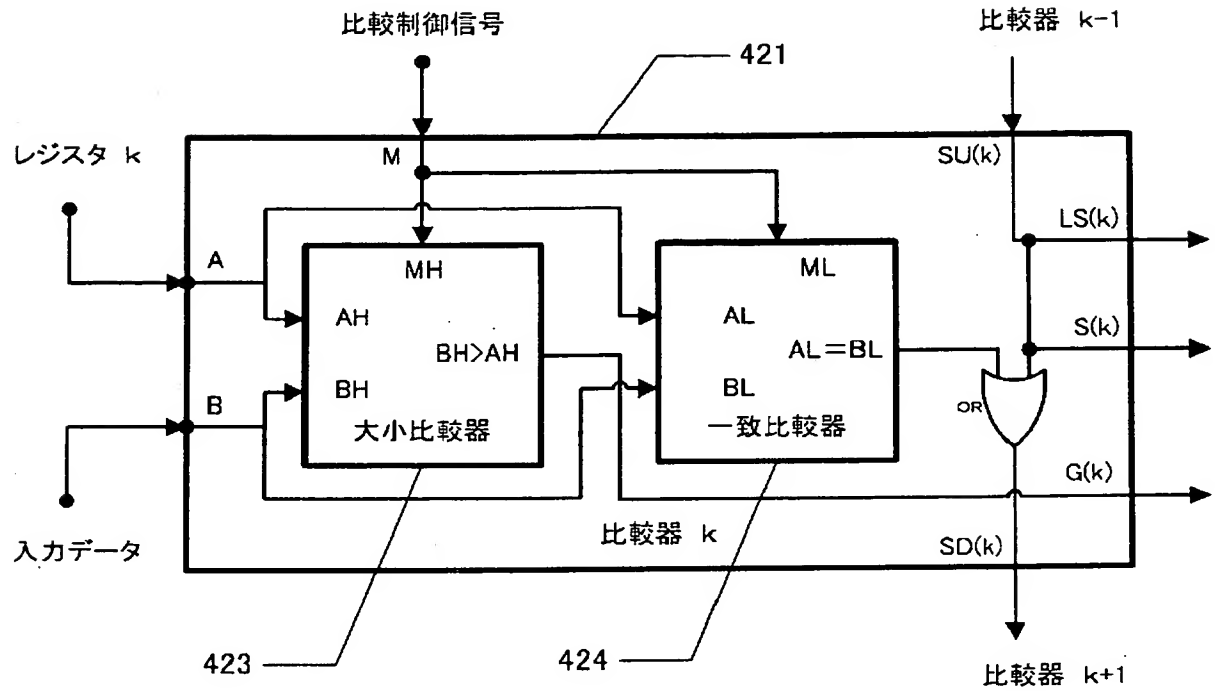 比較制御信号
比較器 k-1
421
レジスタ k
M
SU(k)
LS(k)
A
MH
ML
AH
AL
S(k)
BH>AH
AL=BL
BH
BL
OR
B
大小比較器
一致比較器
G(k)
比較器 k
SD(k)
入力データ
423
424
比較器 k+1